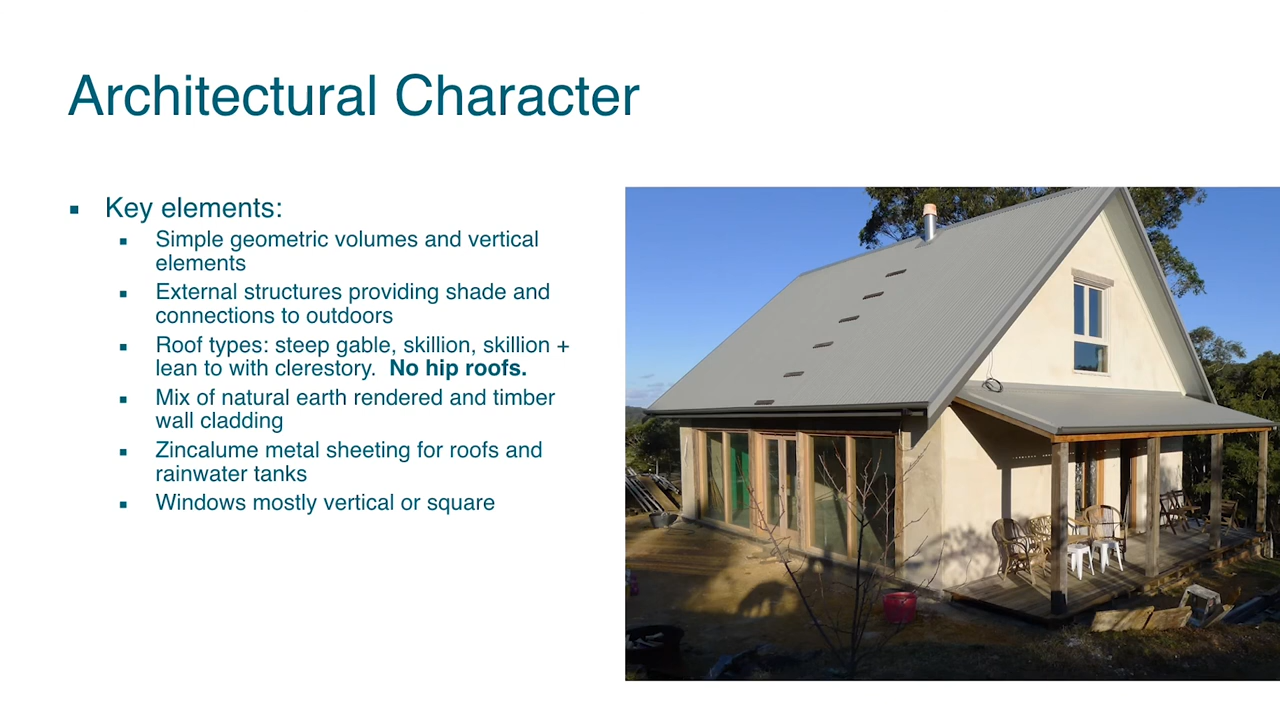 Architectural Character
Key elements:
Simple geometric volumes and vertical
elements
External structures providing shade and
connections to outdoors
Roof types: steep gable, skillion, skillion +
lean to with clerestory.  No hip roofs.
Mix of natural earth rendered and timber
wall cladding
Zincalume metal sheeting for roofs and
rainwater tanks
Windows mostly vertical or square